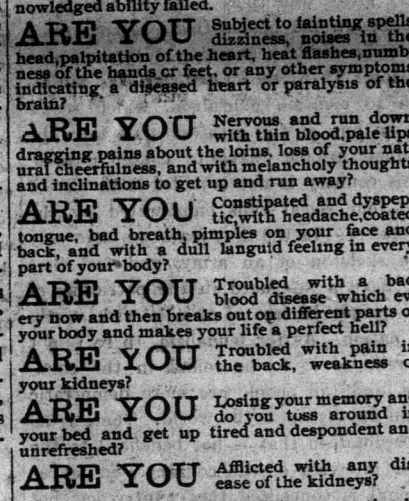 nowledged ability failed.
ARE YOU Subject to fainting spells
dizziness, noises in the
head,palpitation of the heart, heat flashes,numb
ness of the hands or feet, or any other symptoms
indicating a diseased heart or paralysis of the
brain?
ARE YOU Nervous and run down
with thin blood,pale lips
dragging pains about the loins, loss of your nat
ural cheerfulness, and with melancholy thought
and inclinations to get up and run away?
ARE YOU Constipated and dyspep
tic,with headache,coated
tongue, bad breath, pimples on your face and
back, and with a dull languid feeling in every
part of your body?
ARE YOU Troubled with a bad
blood disease which ev
ery now and then breaks out on different parts o
your body and makes your life a perfect hell?
ARE YOU Troubled with pain in
the back, weakness o
your kidneys?
ARE YOU Losing your memory an
do you toss around i
your bed and get up tired and despondent an
unrefreshed?
ARE YOU Afflicted with any dis
ease of the kidneys?